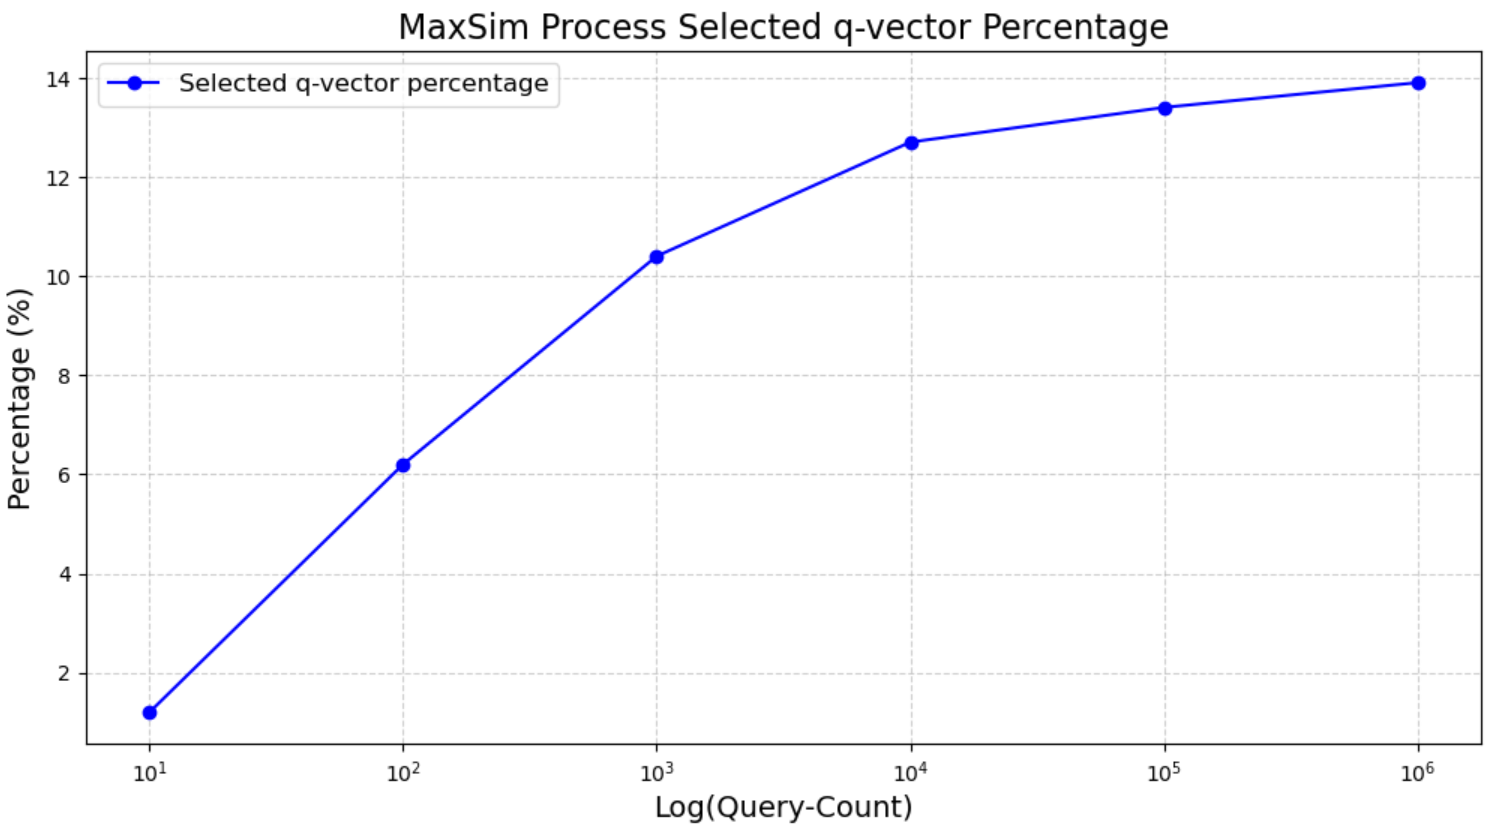 MaxSim Process Selected q-vector Percentage
Selected q-vector percentage
Percentage (%)
14
12
10
8
6
4
2
10¹ 10² 10³ 10⁴ 10⁵ 10⁶
Log(Query-Count)